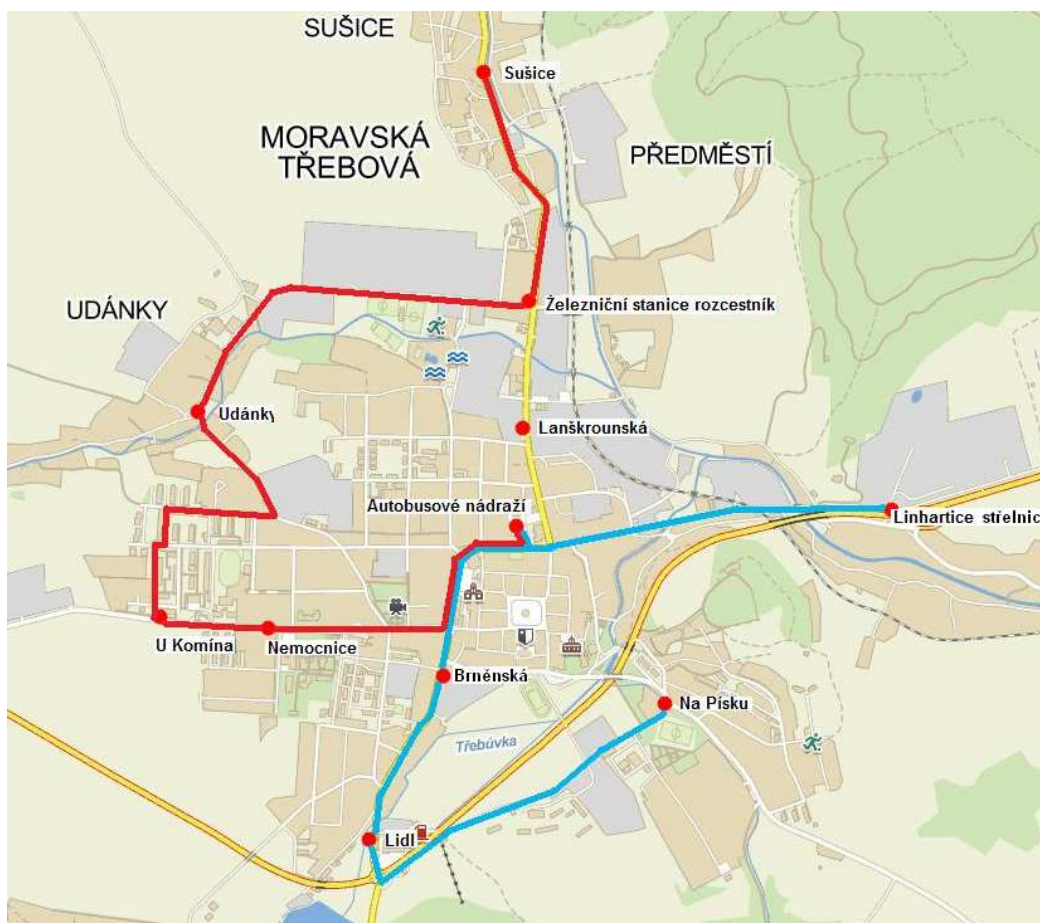 SUŠICE
Sušice
MORAVSKÁ
TŘEBOVÁ
PŘEDMĚSTÍ
UDÁNKY
Železniční stanice rozcestník
Udánky
Lanškrounská
Autobusové nádraží
Linhartice střelnic
U Komína
Nemocnice
Brněnská
Na Písku
Třebůvka
Lidl